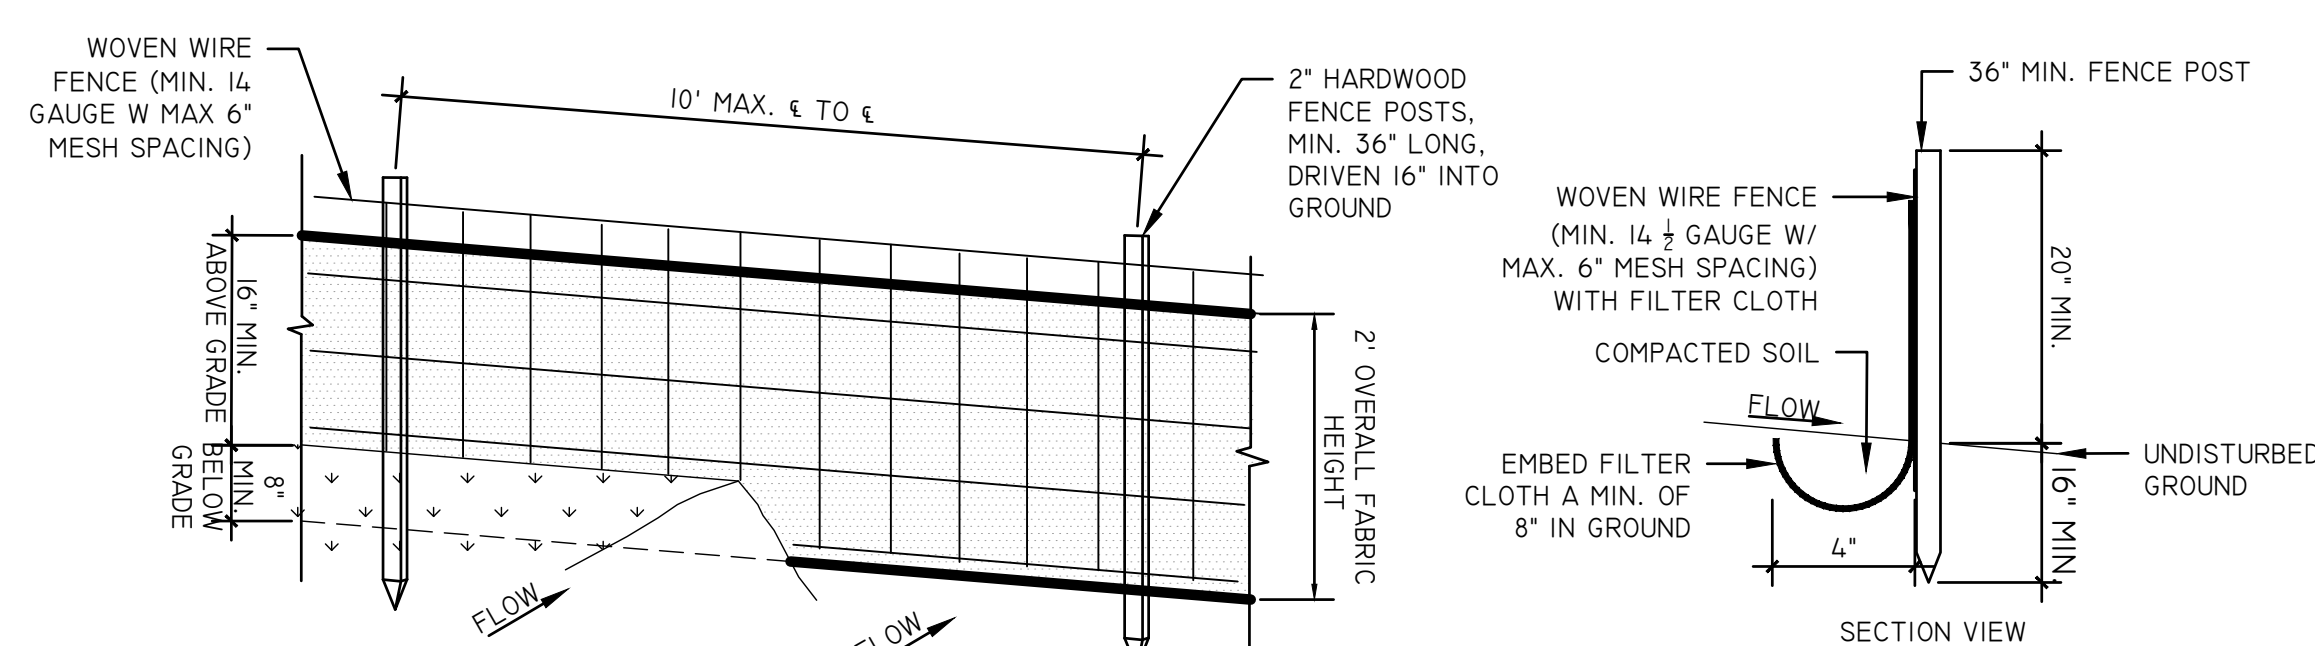 WOVEN WIRE
FENCE (MIN. 14
GAUGE W MAX 6"
MESH SPACING)
10' MAX. ℄ TO ℄
2" HARDWOOD
FENCE POSTS,
MIN. 36" LONG,
DRIVEN 16" INTO
GROUND
16" MIN.
ABOVE GRADE
8"
MIN.
BELOW
GRADE
2' OVERALL FABRIC
HEIGHT
FLOW
FLOW
36" MIN. FENCE POST
WOVEN WIRE FENCE
(MIN. 14 1/2 GAUGE W/
MAX. 6" MESH SPACING)
WITH FILTER CLOTH
COMPACTED SOIL
FLOW
EMBED FILTER
CLOTH A MIN. OF
8" IN GROUND
4"
20" MIN.
16" MIN.
UNDISTURBED
GROUND
SECTION VIEW